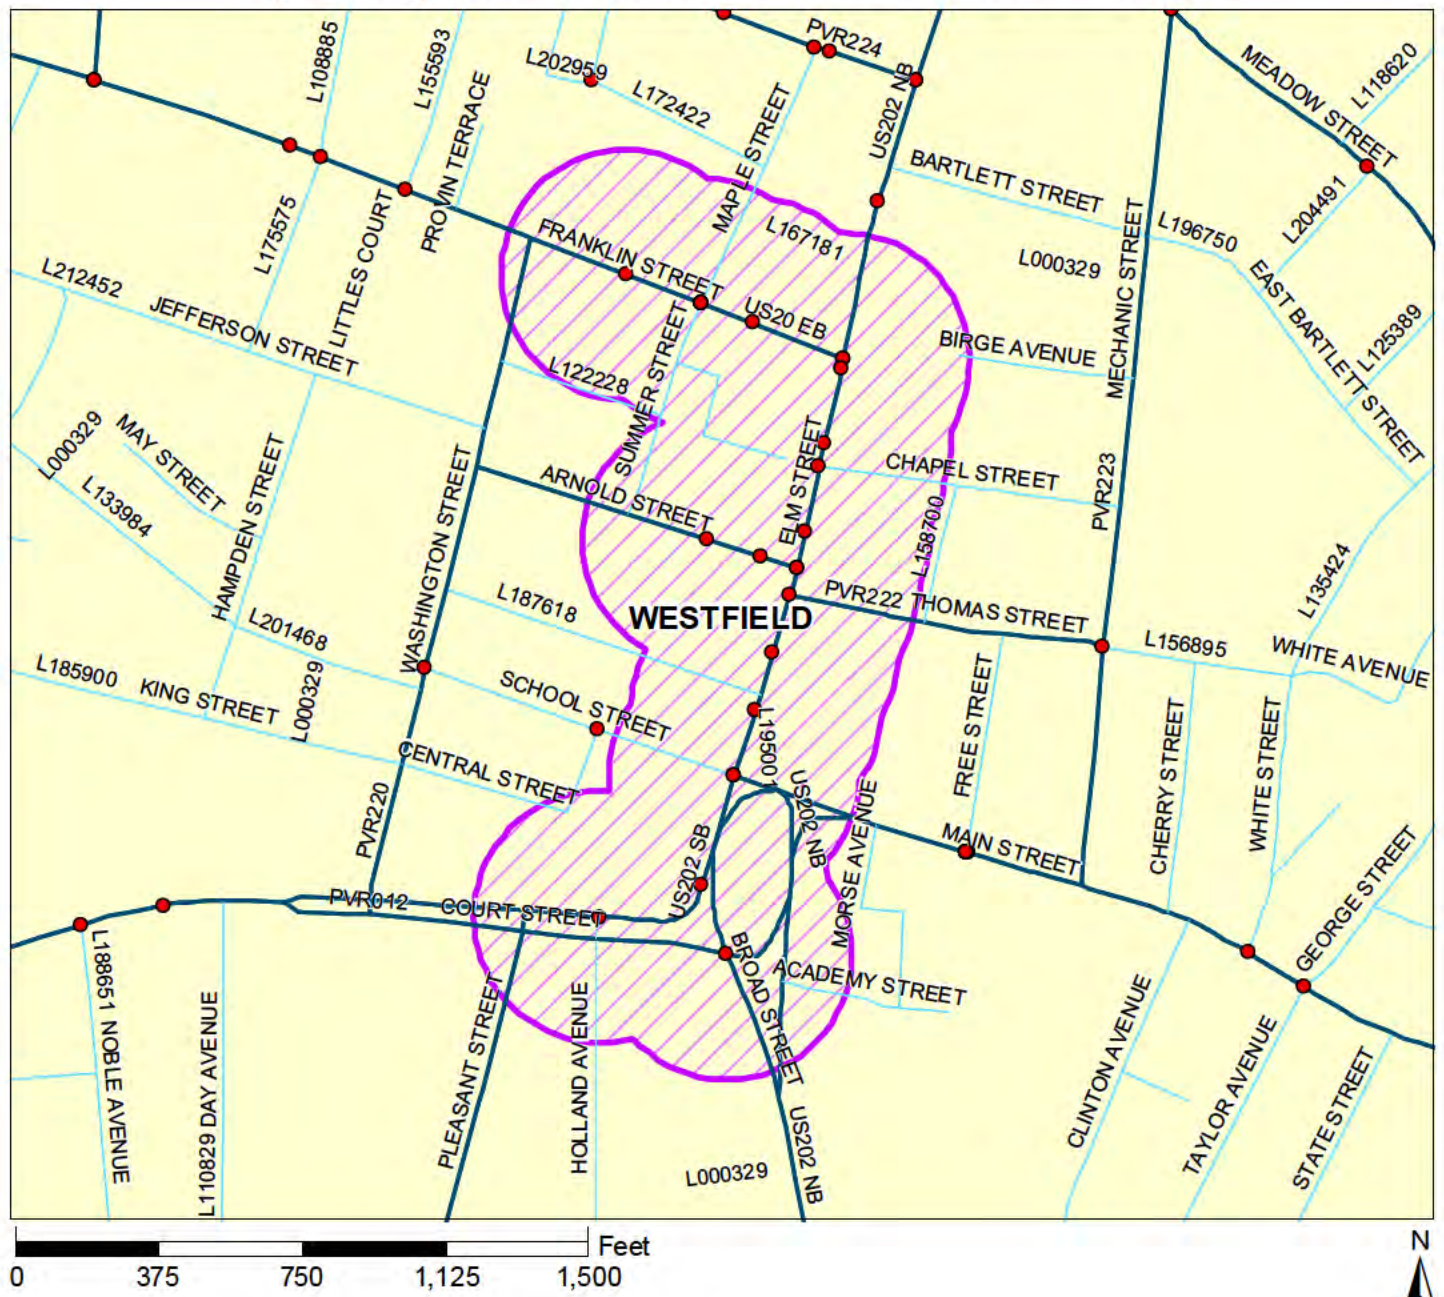 PVR224
L108885
L155593
L202959
L172422
PROVIN TERRACE
MAPLE STREET
US202 NB
MEADOW STREET
L118620
BARTLETT STREET
L204491
L175575
LITTLES COURT
FRANKLIN STREET
L167181
L196750
L000329
MECHANIC STREET
L212452
JEFFERSON STREET
US20 EB
BIRGE AVENUE
EAST BARTLETT STREET
L125389
L122228
SUMMER STREET
L000329
MAY STREET
L133984
HAMPDEN STREET
WASHINGTON STREET
ARNOLD STREET
ELM STREET
CHAPEL STREET
PVR223
L158700
L135424
L187618
WESTFIELD
PVR222 THOMAS STREET
L156895
WHITE AVENUE
L201468
L185900
KING STREET
L000329
SCHOOL STREET
CENTRAL STREET
L19500
US202 NB
MORSE AVENUE
FREE STREET
CHERRY STREET
WHITE STREET
PVR220
US202 SB
MAIN STREET
GEORGE STREET
PVR012
COURT STREET
L188651 NOBLE AVENUE
L110829 DAY AVENUE
PLEASANT STREET
HOLLAND AVENUE
BROAD STREET
ACADEMY STREET
CLINTON AVENUE
TAYLOR AVENUE
STATE STREET
L000329
US202 NB
Feet
N
0 375 750 1,125 1,500